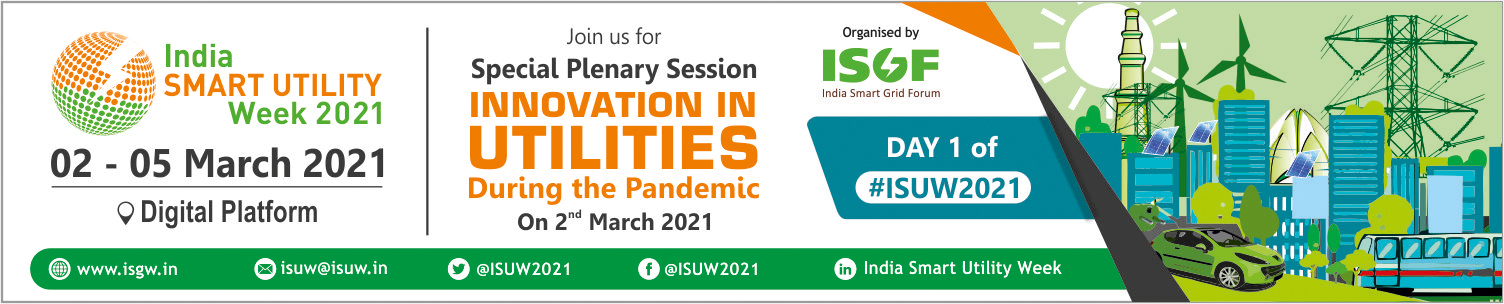 India
SMART UTILITY
Week 2021
02 - 05 March 2021
Digital Platform
Join us for
Special Plenary Session
INNOVATION IN
UTILITIES
During the Pandemic
On 2nd March 2021
Organised by
ISGF
India Smart Grid Forum
DAY 1 of
#ISUW2021
www.isgw.in
isuw@isuw.in
@ISUW2021
@ISUW2021
India Smart Utility Week